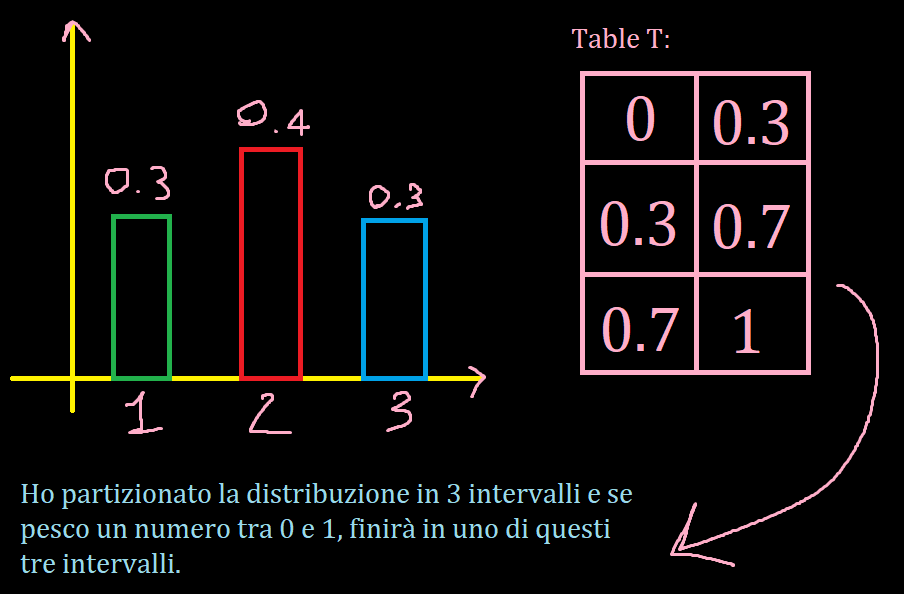 Table T:
0.3
0.4
0.3
0 0.3
0.3 0.7
0.7 1
1 2 3
Ho partizionato la distribuzione in 3 intervalli e se
pesco un numero tra 0 e 1, finirà in uno di questi
tre intervalli.